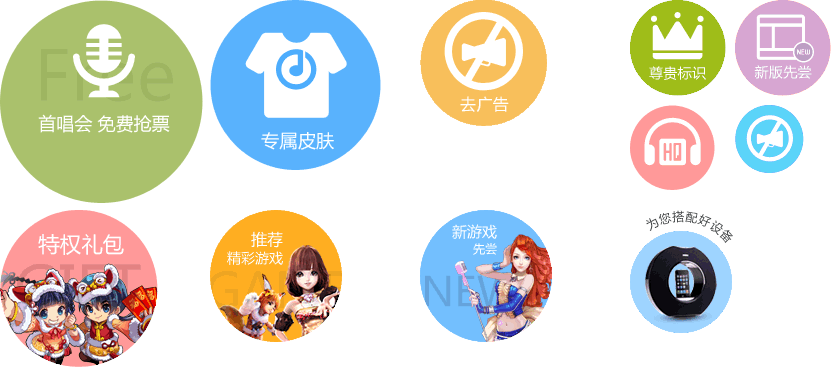 Free
首唱会 免费抢票
专属皮肤
去广告
尊贵标识
新版先尝
NEW
HQ
特权礼包
GIFT
推荐
精彩游戏
GAME
新游戏
先尝
NEW
为您搭配好设备